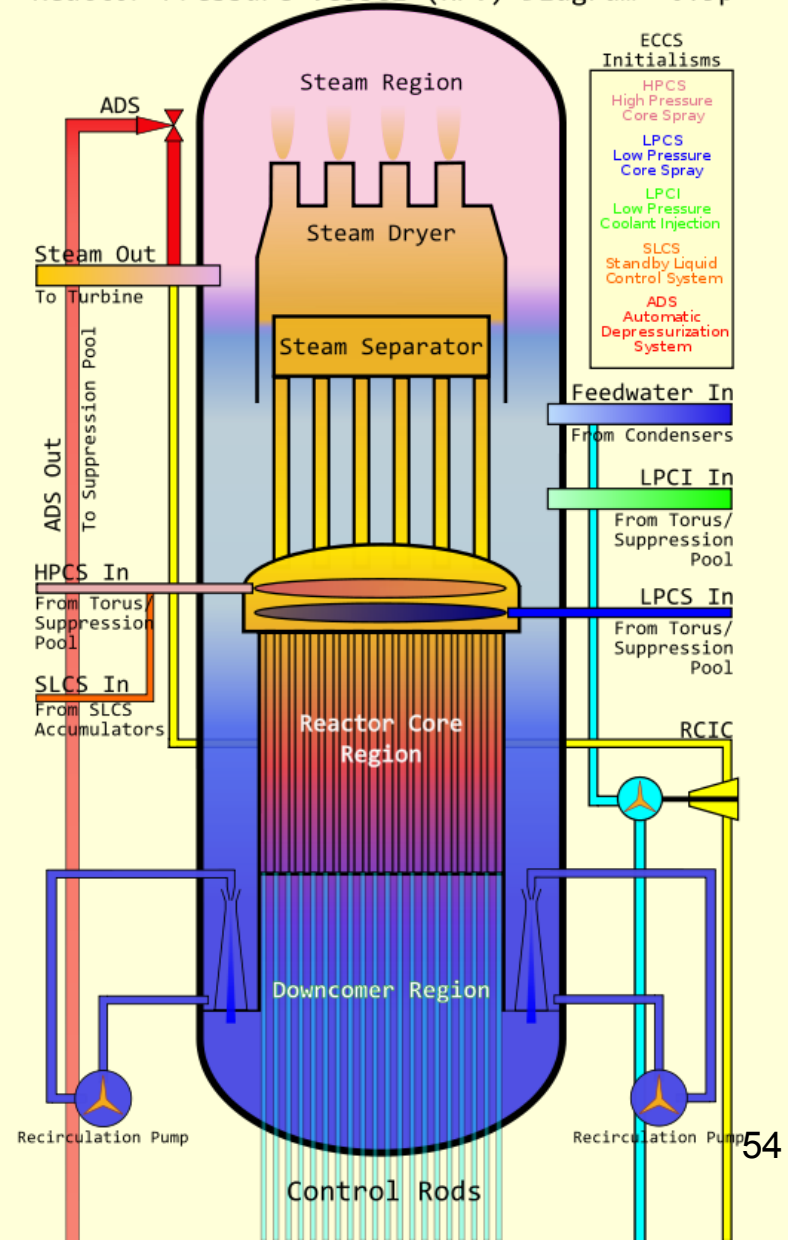 ECCS
Initialisms
HPCS
High Pressure
Core Spray
LPCS
Low Pressure
Core Spray
LPCI
Low Pressure
Coolant Injection
SLCS
Standby Liquid
Control System
ADS
Automatic
Depressurization
System
Steam Region
ADS
Steam Dryer
Steam Out
To Turbine
Steam Separator
ADS Out
To Suppression Pool
Feedwater In
From Condensers
LPCI In
From Torus/
Suppression
Pool
HPCS In
From Torus/
Suppression
Pool
LPCS In
From Torus/
Suppression
Pool
SLCS In
From SLCS
Accumulators
Reactor Core
Region
RCIC
Downcomer Region
Recirculation Pump
Recirculation Pump
54
Control Rods